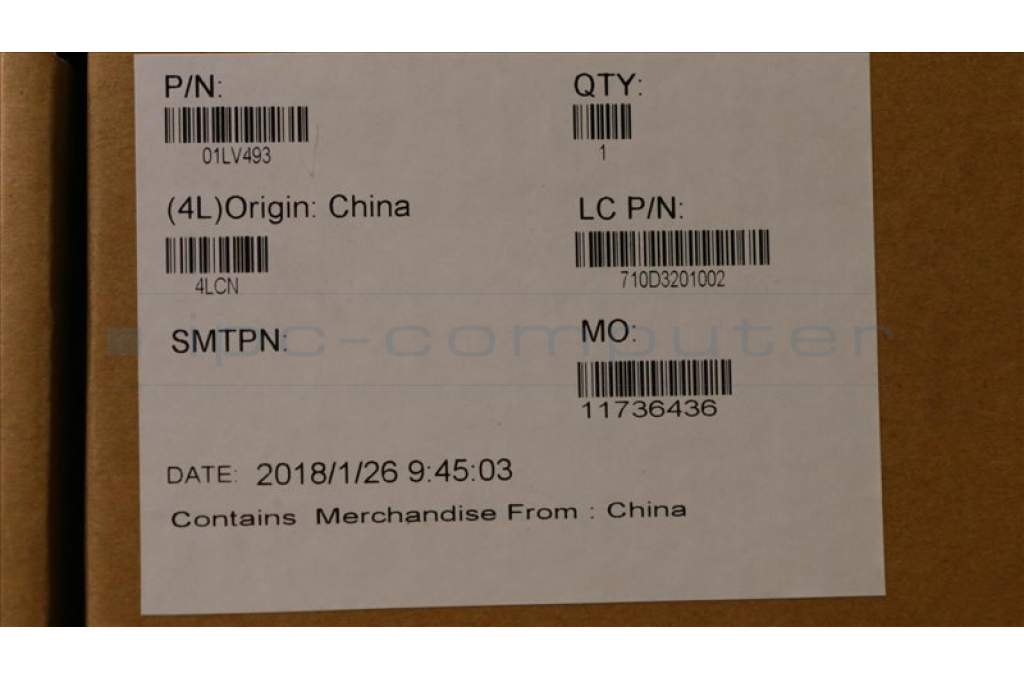 P/N:
01LV493
QTY:
1
(4L)Origin: China
4LCN
LC P/N:
710D3201002
SMTPN:
MO:
11736436
ipc-computer
DATE: 2018/1/26 9:45:03
Contains Merchandise From : China